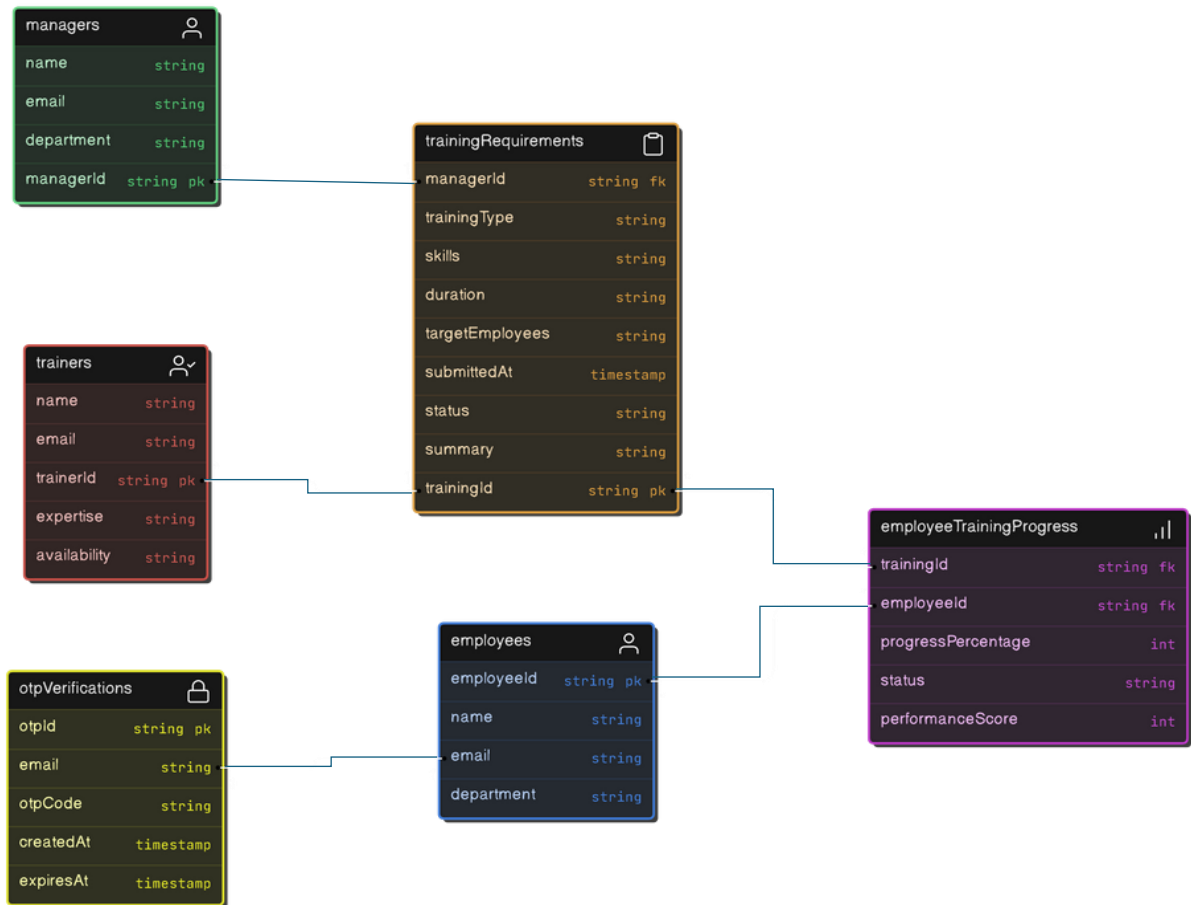 managers
name string
email string
department string
managerId string pk
trainingRequirements
managerId string fk
trainingType string
skills string
duration string
targetEmployees string
submittedAt timestamp
status string
summary string
trainingId string pk
trainers
name string
email string
trainerId string pk
expertise string
availability string
employeeTrainingProgress
trainingId string fk
employeeId string fk
progressPercentage int
status string
performanceScore int
employees
employeeId string pk
name string
email string
department string
otpVerifications
otpId string pk
email string
otpCode string
createdAt timestamp
expiresAt timestamp